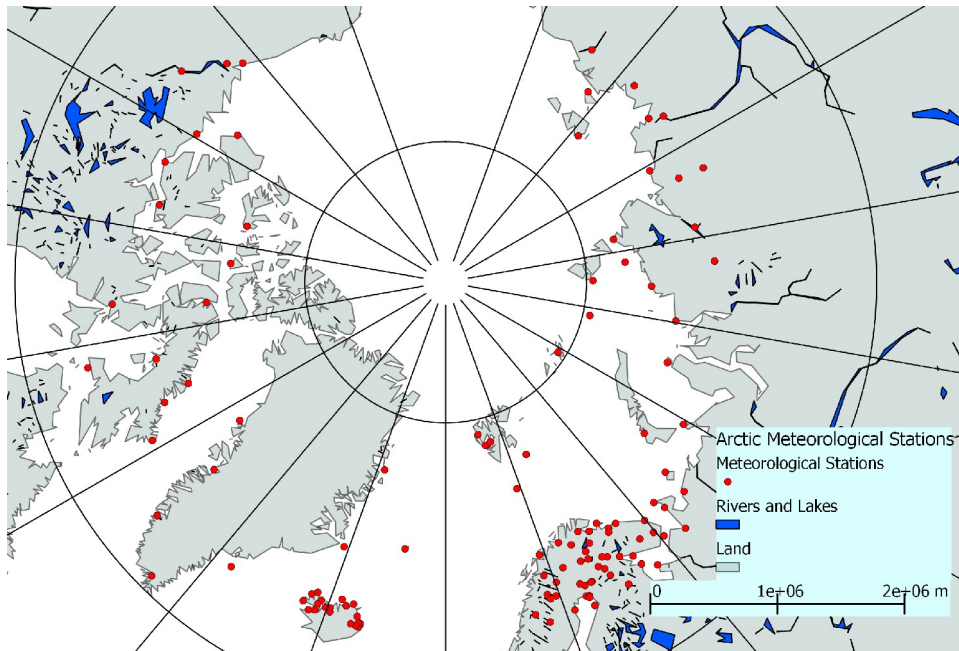 Arctic Meteorological Stations
Meteorological Stations
Rivers and Lakes
Land
0 1e+06 2e+06 m